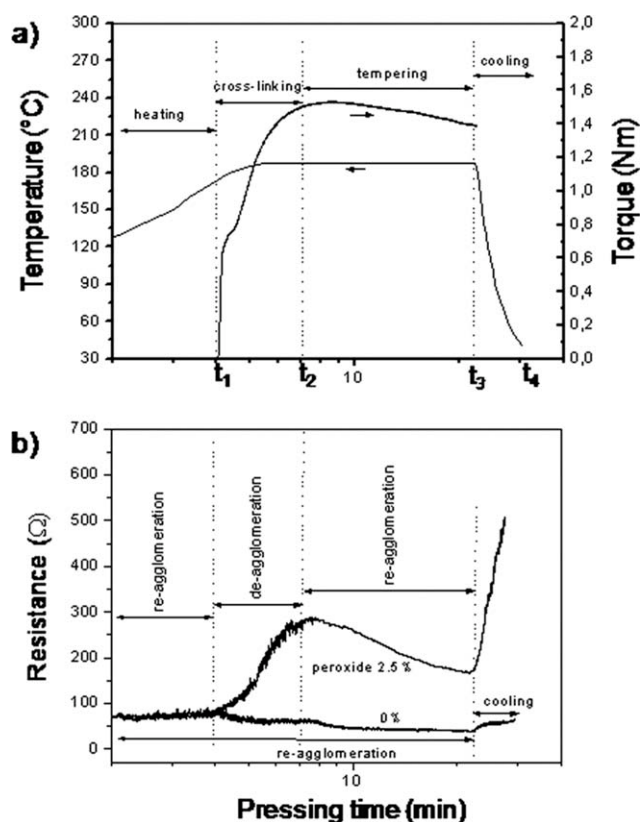 a)
300
270
240
210
180
150
120
90
60
30
Temperature (°C)
2,0
1,8
1,6
1,4
1,2
1,0
0,8
0,6
0,4
0,2
0,0
Torque (Nm)
heating
cross-linking
tempering
cooling
t1
t2
10
t3
t4
b)
700
600
500
400
300
200
100
0
Resistance (Ω)
re-agglomeration
de-agglomeration
re-agglomeration
peroxide 2.5 %
0 %
cooling
re-agglomeration
10
Pressing time (min)